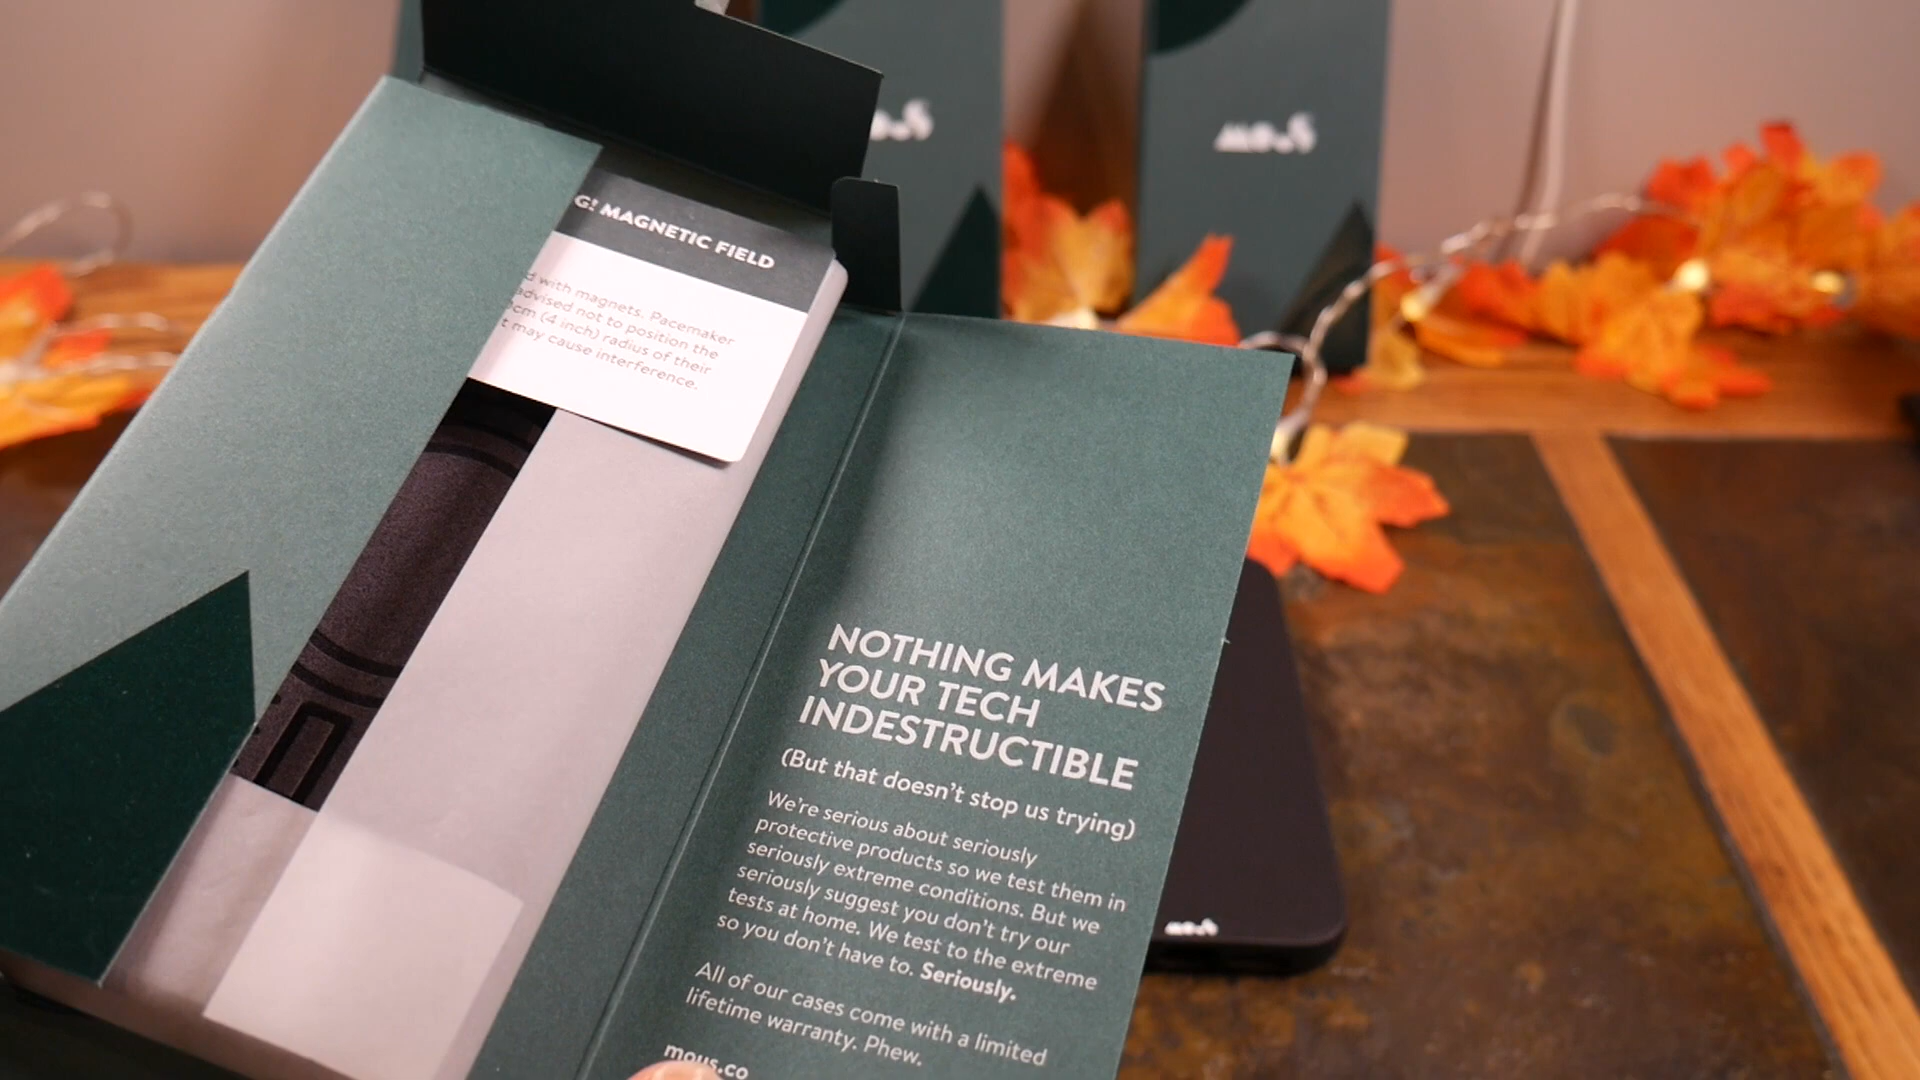 mous
G! MAGNETIC FIELD
with magnets. Pacemaker
advised not to position the
cm (4 inch) radius of their
t may cause interference.
NOTHING MAKES
YOUR TECH
INDESTRUCTIBLE
(But that doesn't stop us trying)
We're serious about seriously
protective products so we test them in
seriously extreme conditions. But we
seriously suggest you don't try our
tests at home. We test to the extreme
so you don't have to. Seriously.
All of our cases come with a limited
lifetime warranty. Phew.
mous.co
mous